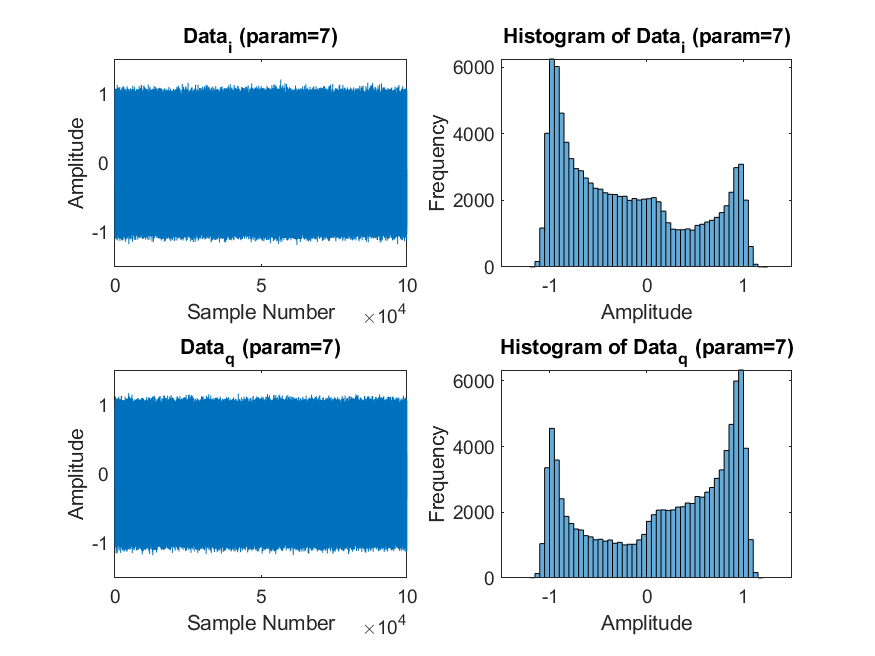 Data_i (param=7)
Amplitude
1
0
-1
0 5 10
Sample Number
×10^4
Histogram of Data_i (param=7)
Frequency
6000
4000
2000
0
-1 0 1
Amplitude
Data_q (param=7)
Amplitude
1
0
-1
0 5 10
Sample Number
×10^4
Histogram of Data_q (param=7)
Frequency
6000
4000
2000
0
-1 0 1
Amplitude